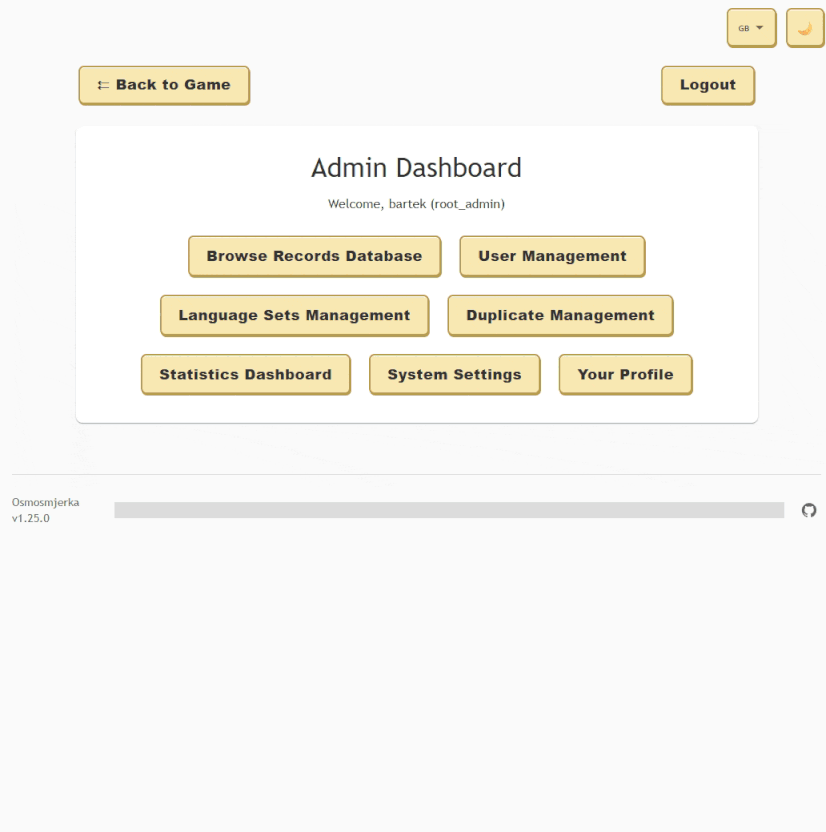 GB
Back to Game
Logout
Admin Dashboard
Welcome, bartek (root_admin)
Browse Records Database
User Management
Language Sets Management
Duplicate Management
Statistics Dashboard
System Settings
Your Profile
Osmosmjerka
v1.25.0